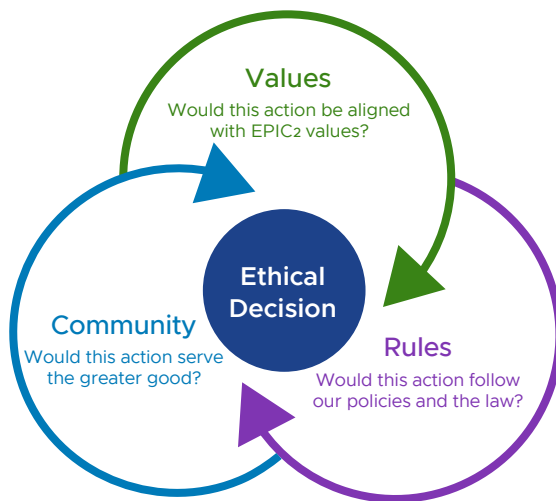 Values
Would this action be aligned
with EPIC2 values?
Ethical
Decision
Community
Would this action serve
the greater good?
Rules
Would this action follow
our policies and the law?